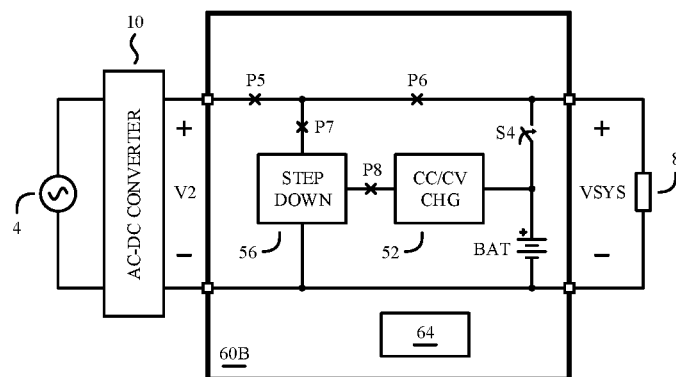 10
P5
P6
AC-DC CONVERTER
+
V2
−
4
P7
S4
+
VSYS
−
8
STEP DOWN
P8
CC/CV CHG
56
52
+
BAT
64
60B